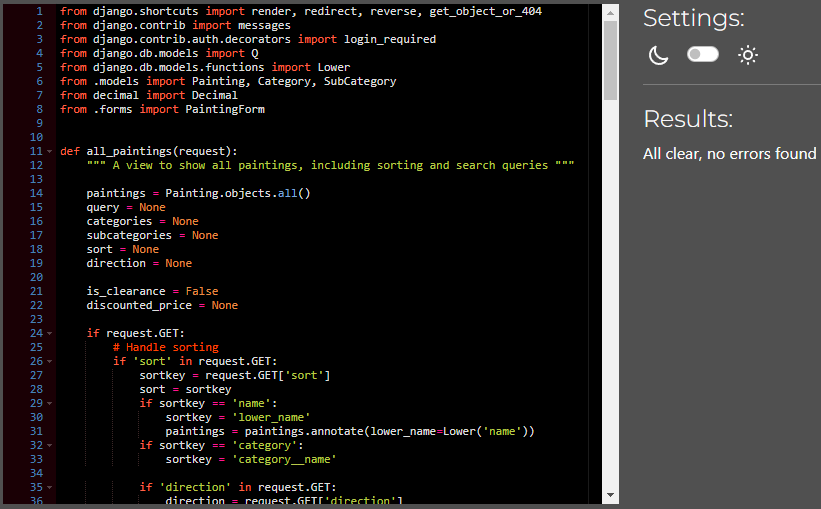 1 from django.shortcuts import render, redirect, reverse, get_object_or_404
2 from django.contrib import messages
3 from django.contrib.auth.decorators import login_required
4 from django.db.models import Q
5 from django.db.models.functions import Lower
6 from .models import Painting, Category, SubCategory
7 from decimal import Decimal
8 from .forms import PaintingForm
9
10
11 def all_paintings(request):
12     """ A view to show all paintings, including sorting and search queries """
13
14     paintings = Painting.objects.all()
15     query = None
16     categories = None
17     subcategories = None
18     sort = None
19     direction = None
20
21     is_clearance = False
22     discounted_price = None
23
24     if request.GET:
25         # Handle sorting
26         if 'sort' in request.GET:
27             sortkey = request.GET['sort']
28             sort = sortkey
29             if sortkey == 'name':
30                 sortkey = 'lower_name'
31                 paintings = paintings.annotate(lower_name=Lower('name'))
32             if sortkey == 'category':
33                 sortkey = 'category__name'
34
35             if 'direction' in request.GET:
36                 direction = request.GET['direction']
Settings:
Results:
All clear, no errors found